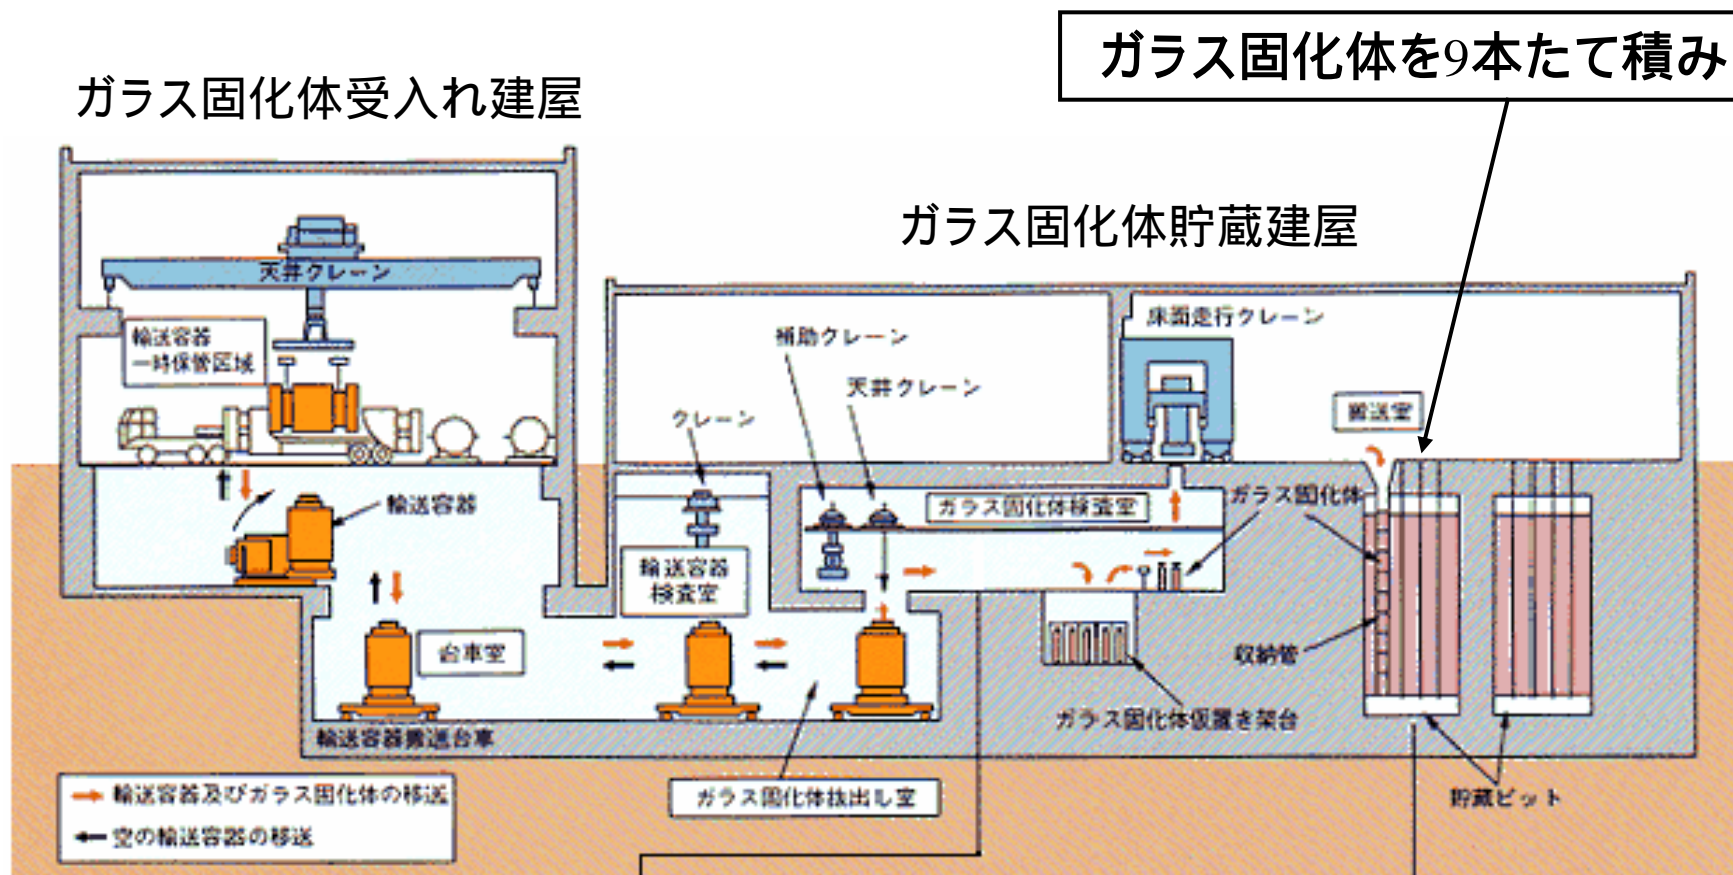 ガラス固化体を9本たて積み
ガラス固化体受入れ建屋
ガラス固化体貯蔵建屋
天井クレーン
輸送容器
一時保管区域
床面走行クレーン
補助クレーン
天井クレーン
クレーン
搬送室
輸送容器
ガラス固化体検査室
ガラス固化体
輸送容器
検査室
台車室
収納管
ガラス固化体仮置き架台
輸送容器搬送台車
ガラス固化体抜出し室
貯蔵ピット
輸送容器及びガラス固化体の移送
空の輸送容器の移送